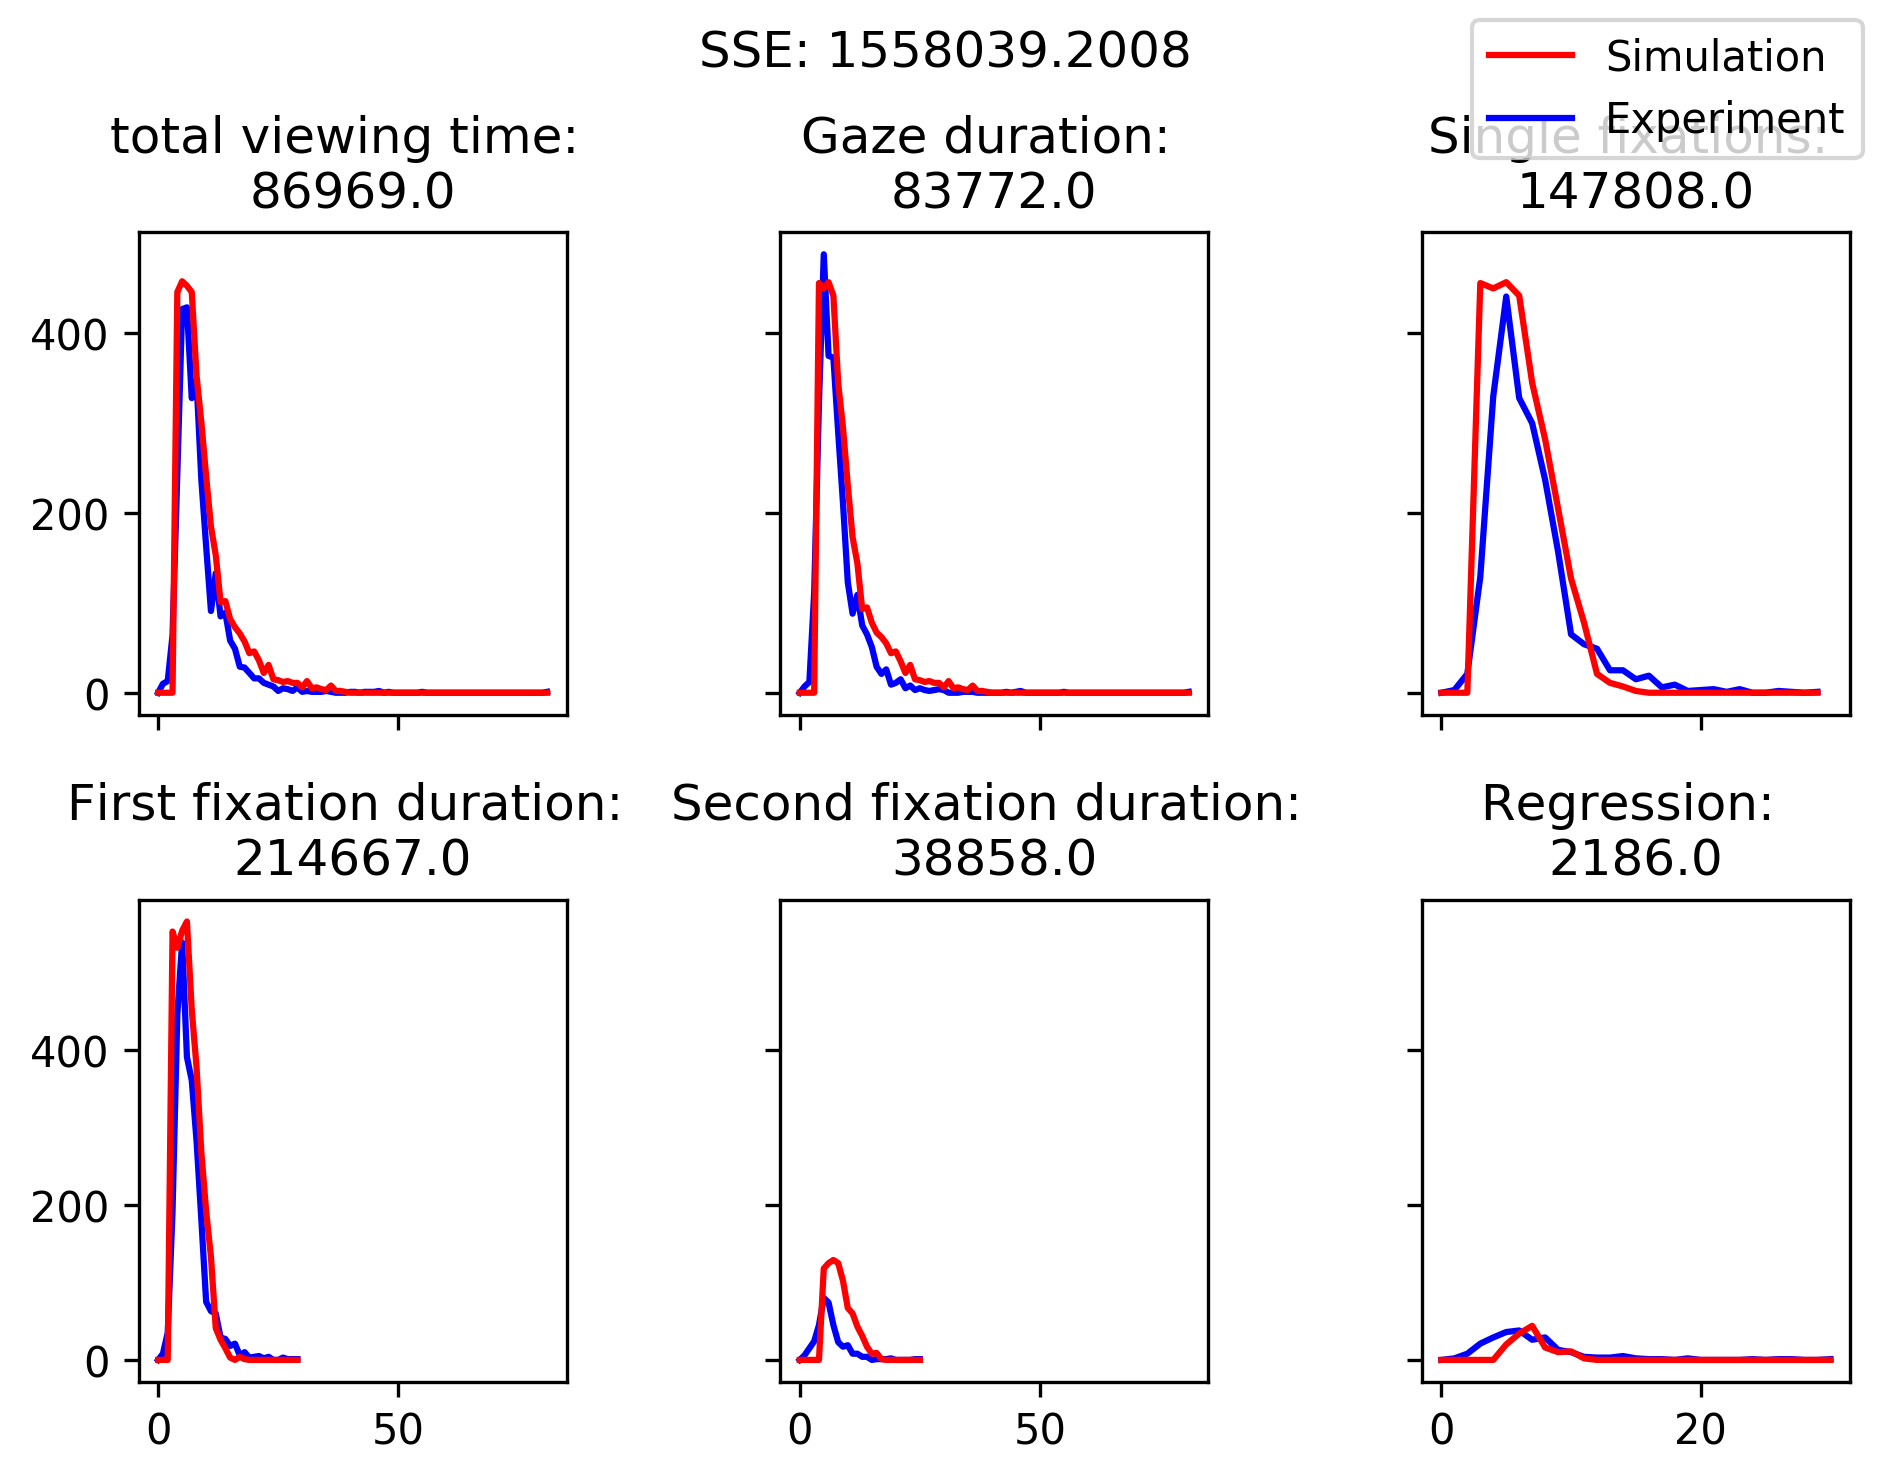 SSE: 1558039.2008
Simulation
Experiment
total viewing time:
86969.0
Gaze duration:
83772.0
Single fixations:
147808.0
400
200
0
First fixation duration:
214667.0
Second fixation duration:
38858.0
Regression:
2186.0
400
200
0
0
50
0
50
0
20